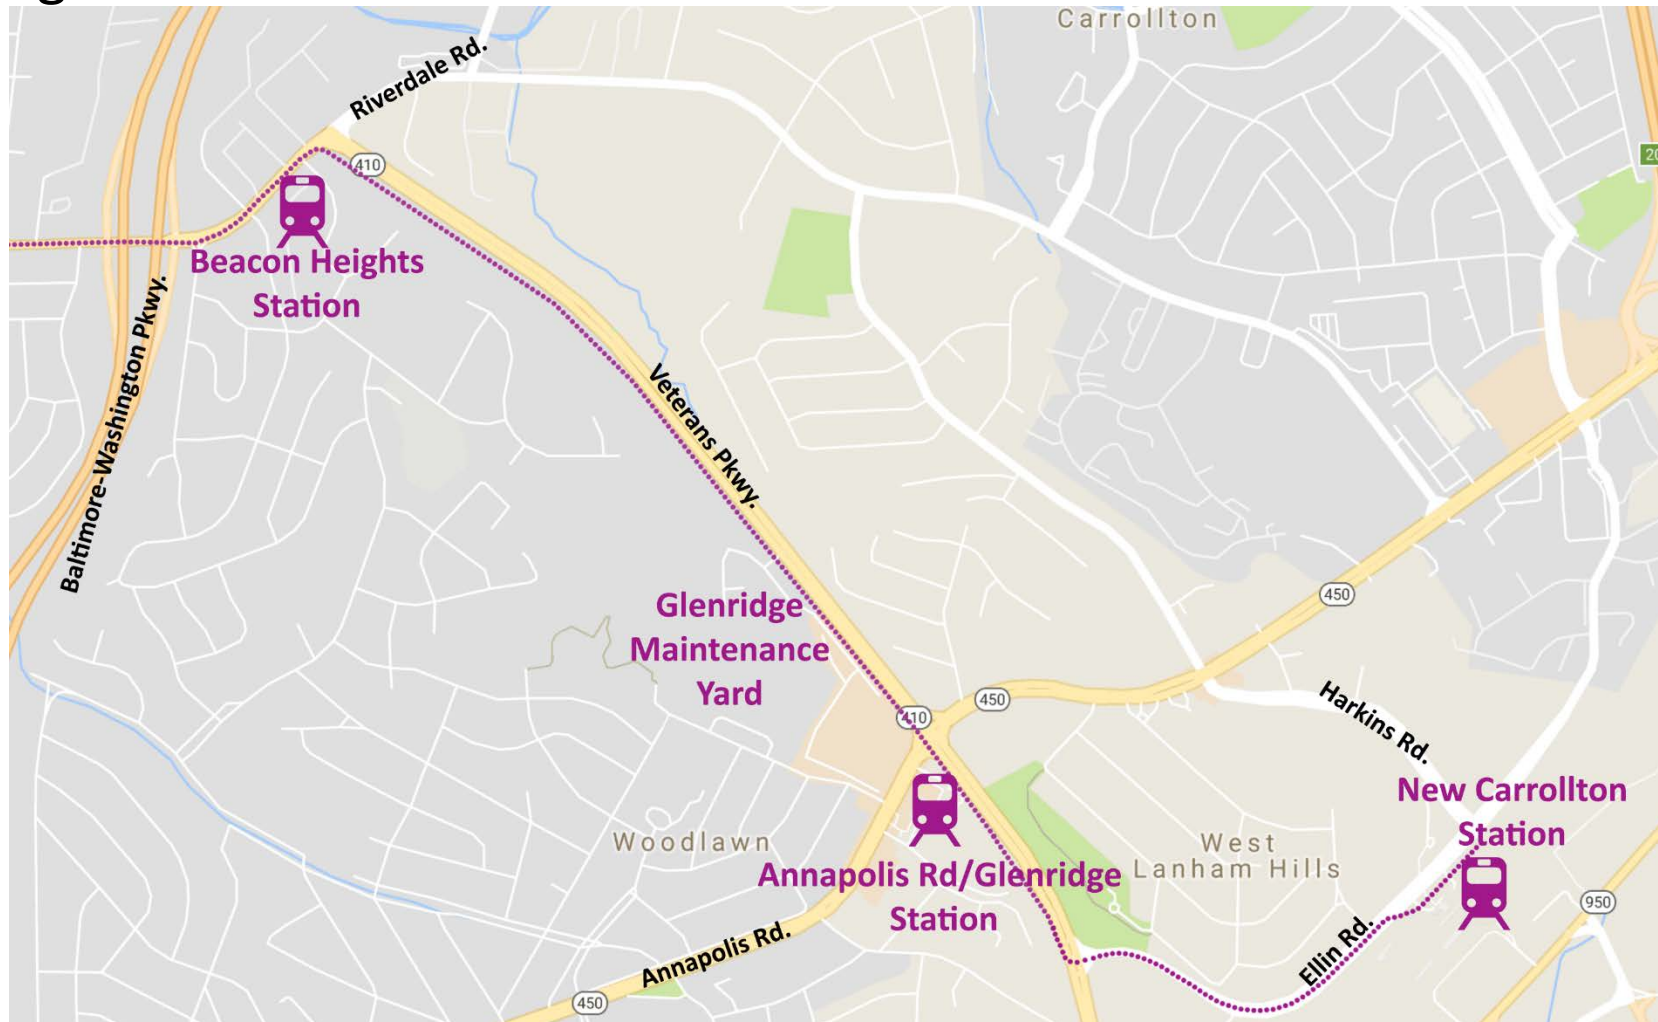 Carrollton
Riverdale Rd.
410
20
Beacon Heights
Station
Baltimore-Washington Pkwy.
Veterans Pkwy.
450
Glenridge
Maintenance
Yard
410
450
Harkins Rd.
New Carrollton
Station
Woodlawn
West
Lanham Hills
Annapolis Rd/Glenridge
Station
950
Ellin Rd.
Annapolis Rd.
450